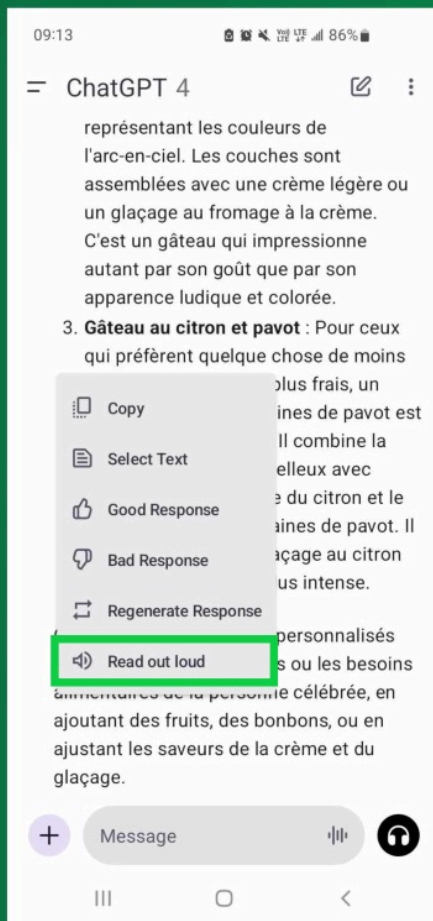 09:13
Vo)) LTE LTE 86%
ChatGPT 4
représentant les couleurs de
l'arc-en-ciel. Les couches sont
assemblées avec une crème légère ou
un glaçage au fromage à la crème.
C'est un gâteau qui impressionne
autant par son goût que par son
apparence ludique et colorée.
3. Gâteau au citron et pavot : Pour ceux
qui préfèrent quelque chose de moins
plus frais, un
Copy
ines de pavot est
Il combine la
Select Text
elleux avec
Good Response
e du citron et le
aines de pavot. Il
Bad Response
açage au citron
us intense.
Regenerate Response
personnalisés
Read out loud
s ou les besoins
alimentaires de la personne célébrée, en
ajoutant des fruits, des bonbons, ou en
ajustant les saveurs de la crème et du
glaçage.
Message